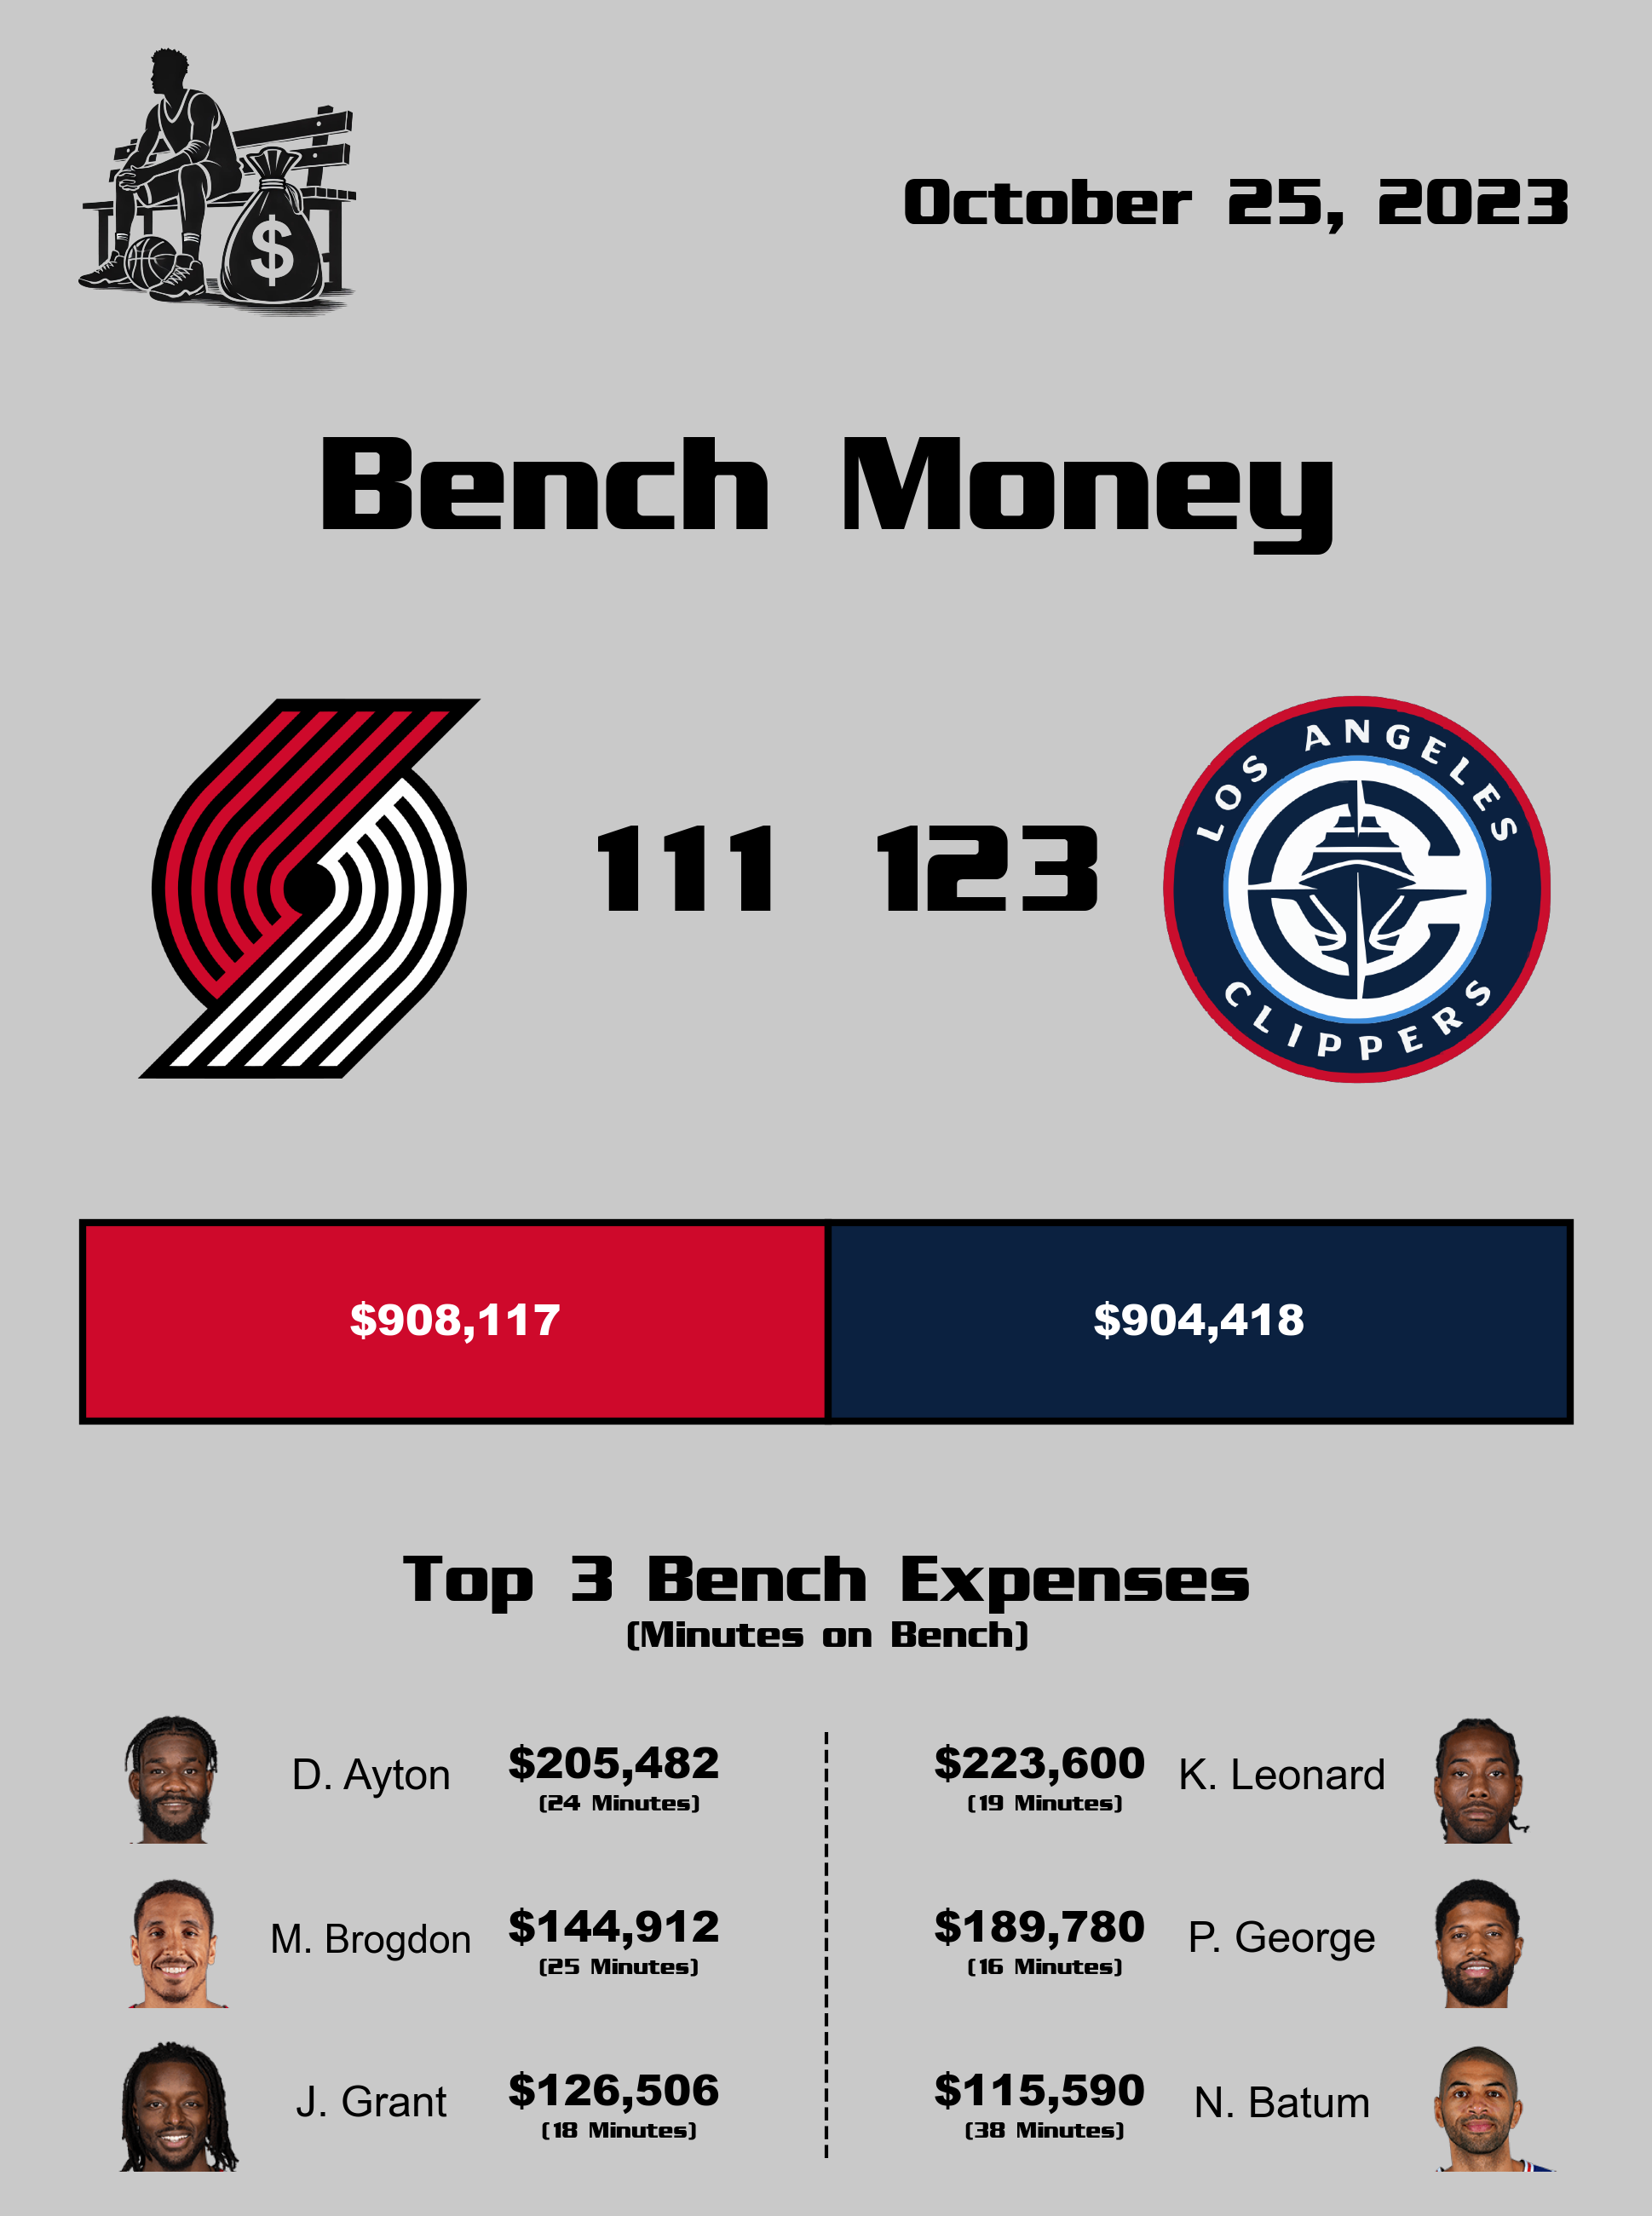 October 25, 2023
$
Bench Money
111 123
LOS ANGELES
CLIPPERS
$908,117 $904,418
Top 3 Bench Expenses
(Minutes on Bench)
D. Ayton $205,482 $223,600 K. Leonard
(24 Minutes) (19 Minutes)
M. Brogdon $144,912 $189,780 P. George
(25 Minutes) (16 Minutes)
J. Grant $126,506 $115,590 N. Batum
(18 Minutes) (38 Minutes)